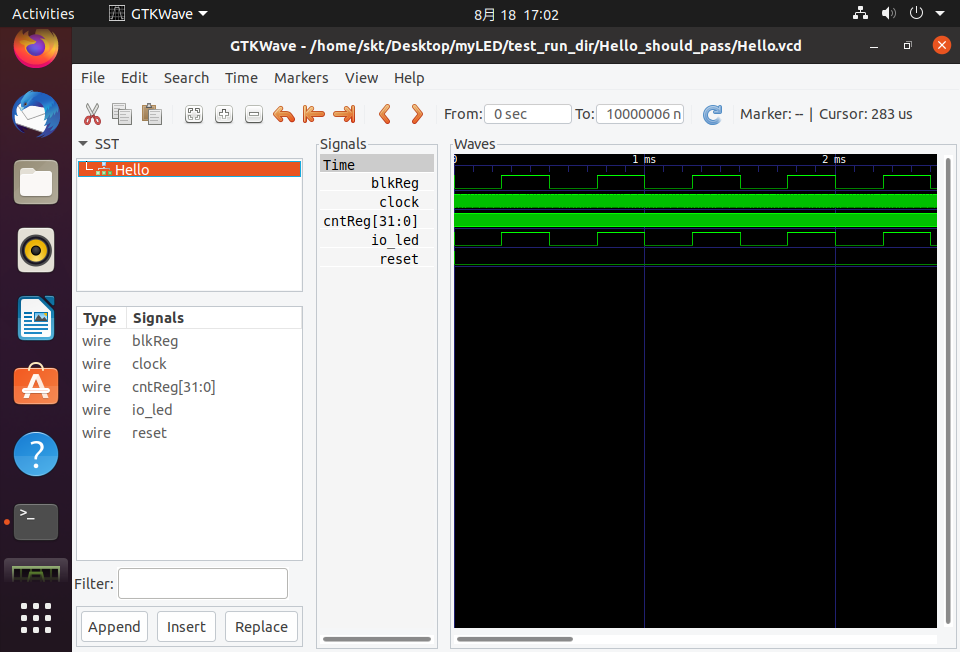 Activities GTKWave 8月 18 17:02
GTKWave - /home/skt/Desktop/myLED/test_run_dir/Hello_should_pass/Hello.vcd
File Edit Search Time Markers View Help
From: 0 sec To: 10000006 n Marker: -- | Cursor: 283 us
SST
Hello
Type Signals
wire blkReg
wire clock
wire cntReg[31:0]
wire io_led
wire reset
Filter:
Append Insert Replace
Signals
Time
blkReg
clock
cntReg[31:0]
io_led
reset
Waves
0 1 ms 2 ms